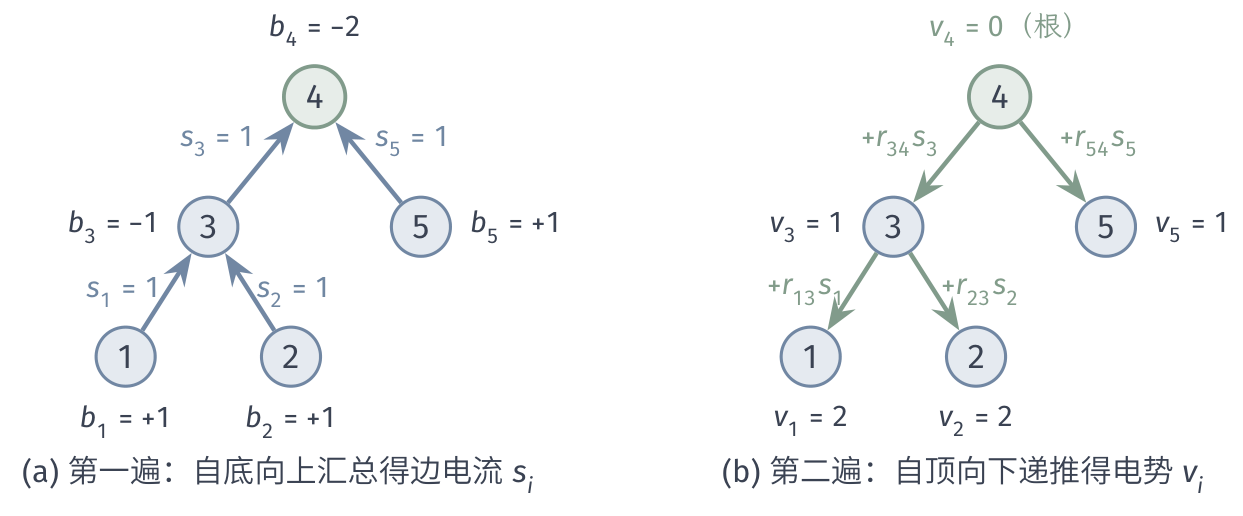 b₄ = −2
4
s₃ = 1
s₅ = 1
b₃ = −1
3
5
b₅ = +1
s₁ = 1
s₂ = 1
1
2
b₁ = +1
b₂ = +1
(a) 第一遍：自底向上汇总得边电流 sᵢ
v₄ = 0（根）
4
+r₃₄s₃
+r₅₄s₅
v₃ = 1
3
5
v₅ = 1
+r₁₃s₁
+r₂₃s₂
1
2
v₁ = 2
v₂ = 2
(b) 第二遍：自顶向下递推得电势 vᵢ